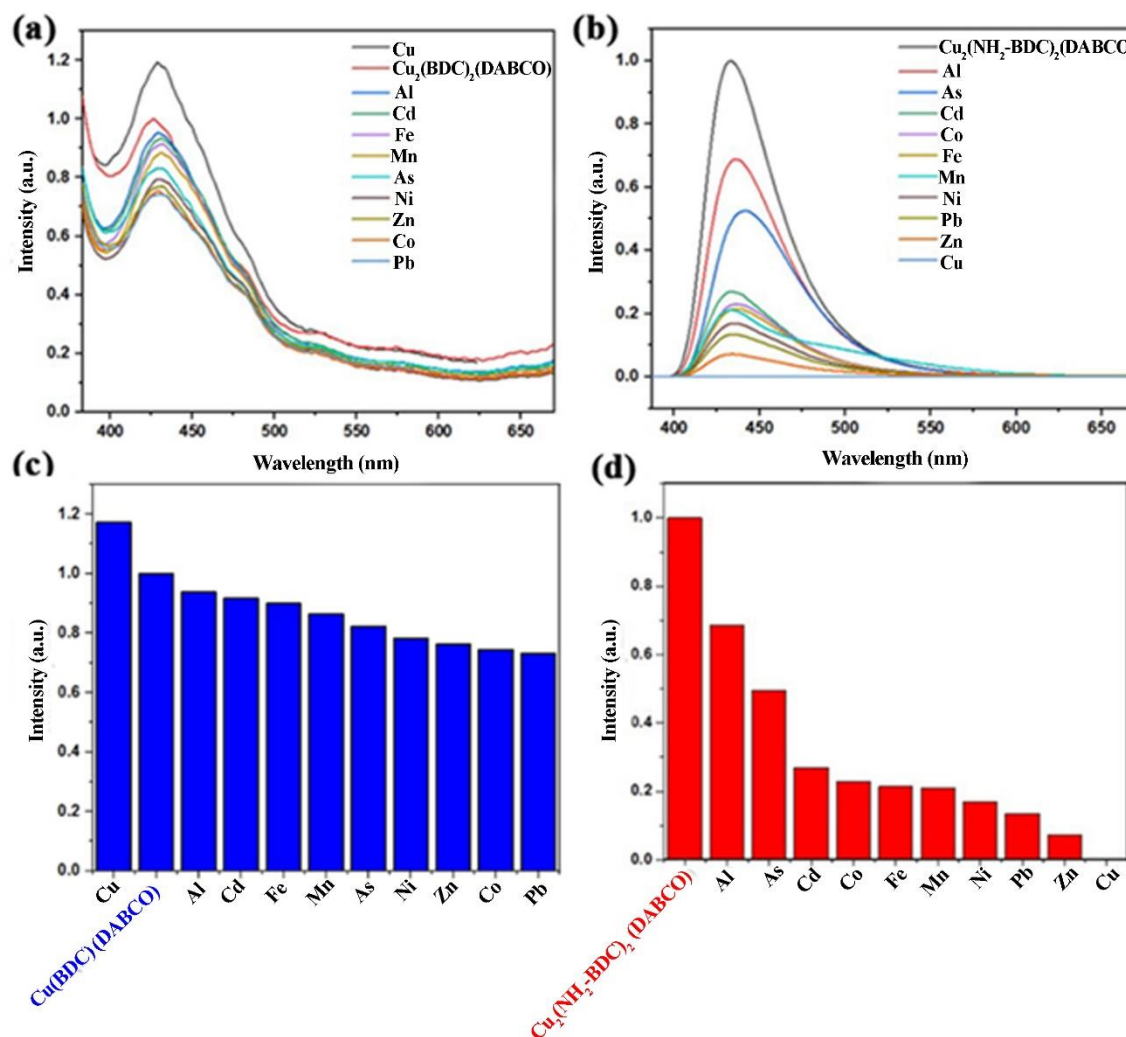 (a)
Intensity (a.u.)
1.2
1.0
0.8
0.6
0.4
0.2
0.0
Cu
Cu₂(BDC)₂(DABCO)
Al
Cd
Fe
Mn
As
Ni
Zn
Co
Pb
400 450 500 550 600 650
Wavelength (nm)
(b)
Intensity (a.u.)
1.0
0.8
0.6
0.4
0.2
0.0
Cu₂(NH₂-BDC)₂(DABCO
Al
As
Cd
Co
Fe
Mn
Ni
Pb
Zn
Cu
400 450 500 550 600 650
Wavelength (nm)
(c)
Intensity (a.u.)
1.2
1.0
0.8
0.6
0.4
0.2
0.0
Cu
Cu(BDC)(DABCO)
Al
Cd
Fe
Mn
As
Ni
Zn
Co
Pb
(d)
Intensity (a.u.)
1.0
0.8
0.6
0.4
0.2
0.0
Cu₂(NH₂-BDC)₂ (DABCO)
Al
As
Cd
Co
Fe
Mn
Ni
Pb
Zn
Cu